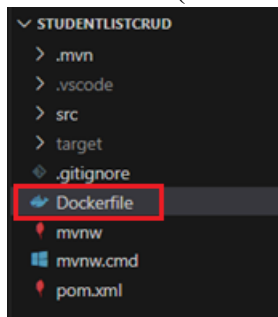 STUDENTLISTCRUD
.mvn
.vscode
src
target
.gitignore
Dockerfile
mvnw
mvnw.cmd
pom.xml